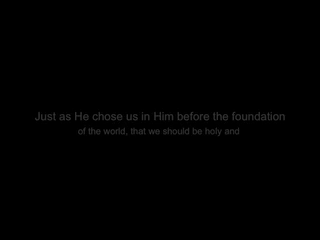 Just as He chose us in Him before the foundation
of the world, that we should be holy and